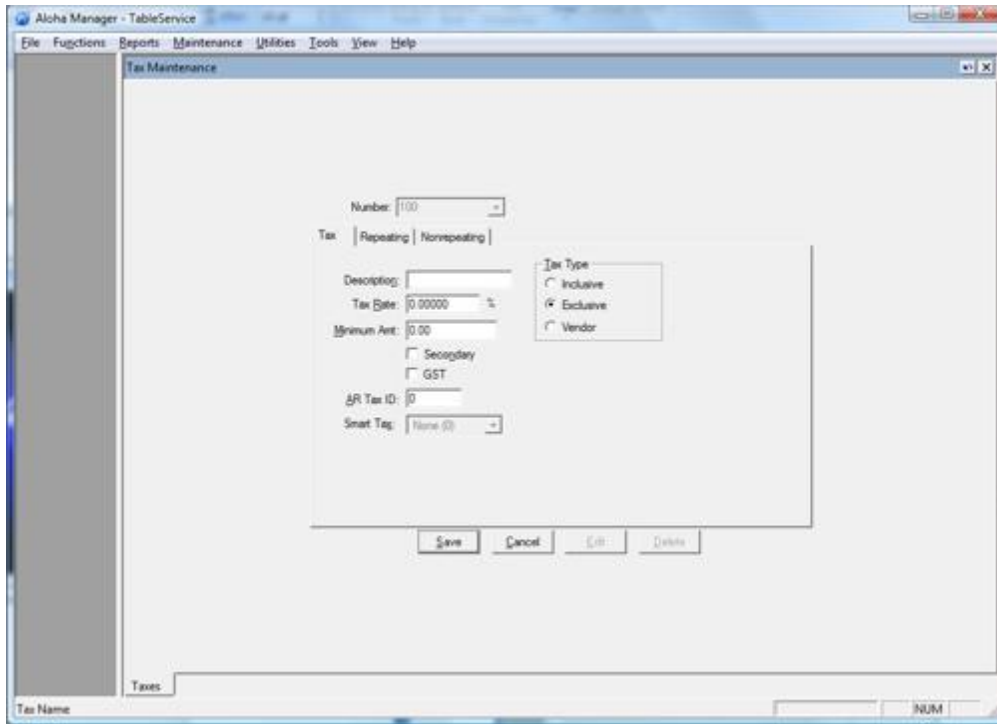 Aloha Manager - TableService
File Functions Reports Maintenance Utilities Tools View Help
Tax Maintenance
Number: 100
Tax Repeating Nonrepeating
Description:
Tax Rate: 0.00000 %
Minimum Amt: 0.00
Secondary
GST
AR Tax ID: 0
Smart Tag: None (0)
Tax Type
Inclusive
Exclusive
Vendor
Save Cancel Edit Delete
Taxes
Tax Name NUM